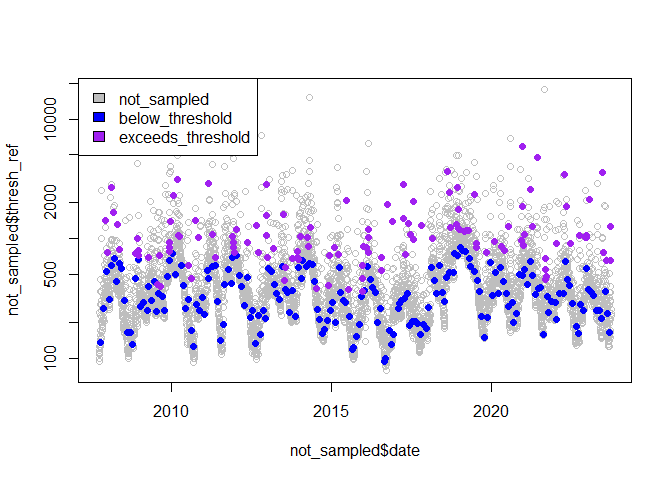 not_sampled
below_threshold
exceeds_threshold
not_sampled$thresh_ref
10000
2000
500
100
2010
2015
2020
not_sampled$date